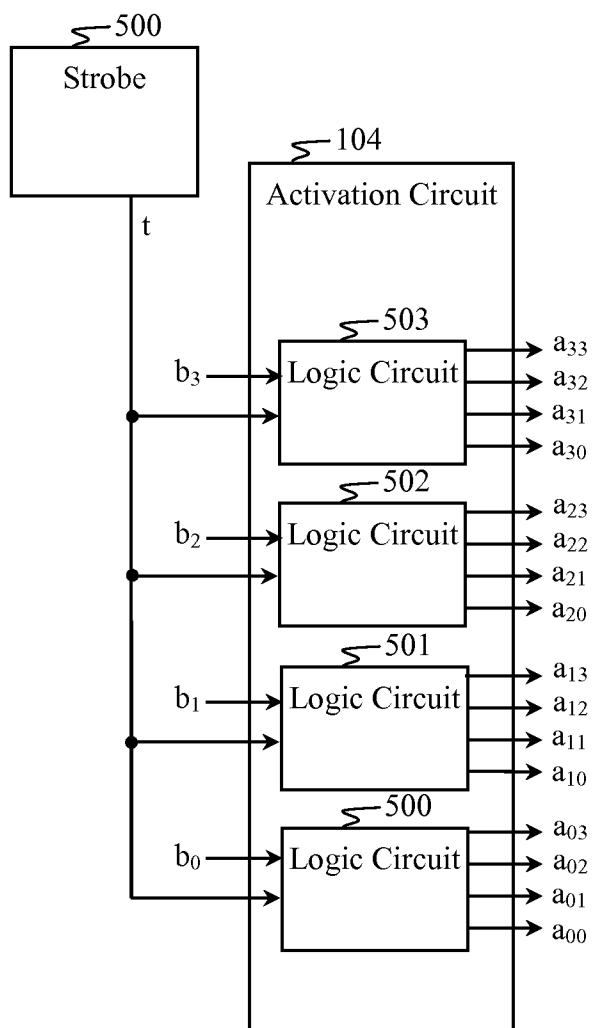 500
Strobe
104
Activation Circuit
t
503
b₃
Logic Circuit
a₃₃
a₃₂
a₃₁
a₃₀
502
b₂
Logic Circuit
a₂₃
a₂₂
a₂₁
a₂₀
501
b₁
Logic Circuit
a₁₃
a₁₂
a₁₁
a₁₀
500
b₀
Logic Circuit
a₀₃
a₀₂
a₀₁
a₀₀